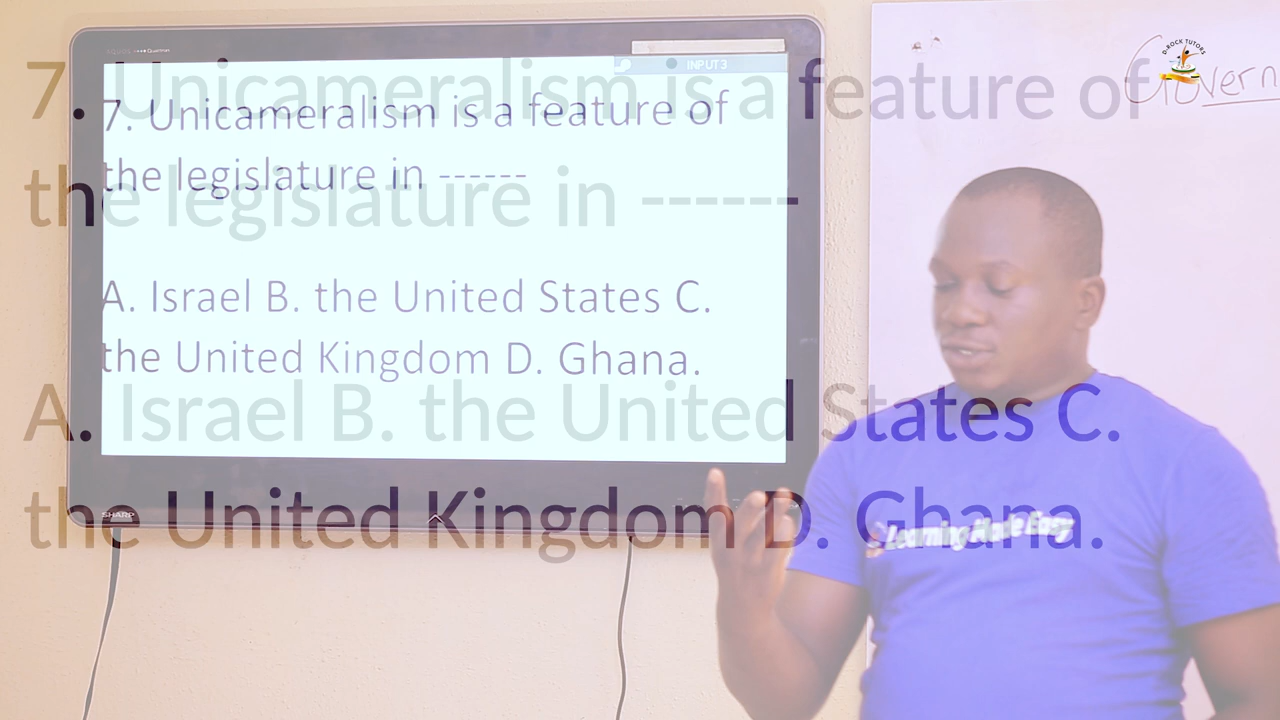 7. Unicameralism is a feature of
the legislature in ------
A. Israel B. the United States C.
the United Kingdom D. Ghana.
7. Unicameralism is a feature of
the legislature in ------
A. Israel B. the United States C.
the United Kingdom D. Ghana.
INPUT 3
SHARP
Learning Made Easy
D-ROCK TUTORS
Govern